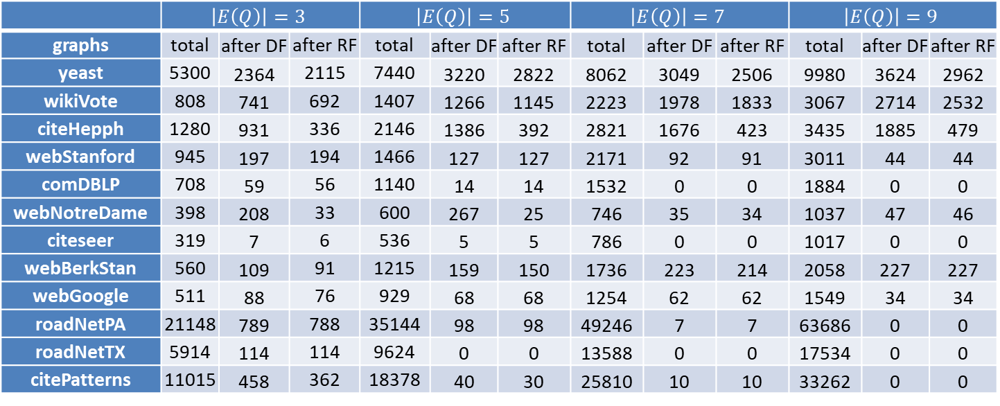 |E(Q)| = 3 |E(Q)| = 5 |E(Q)| = 7 |E(Q)| = 9
graphs total after DF after RF total after DF after RF total after DF after RF total after DF after RF
yeast 5300 2364 2115 7440 3220 2822 8062 3049 2506 9980 3624 2962
wikiVote 808 741 692 1407 1266 1145 2223 1978 1833 3067 2714 2532
citeHepph 1280 931 336 2146 1386 392 2821 1676 423 3435 1885 479
webStanford 945 197 194 1466 127 127 2171 92 91 3011 44 44
comDBLP 708 59 56 1140 14 14 1532 0 0 1884 0 0
webNotreDame 398 208 33 600 267 25 746 35 34 1037 47 46
citeseer 319 7 6 536 5 5 786 0 0 1017 0 0
webBerkStan 560 109 91 1215 159 150 1736 223 214 2058 227 227
webGoogle 511 88 76 929 68 68 1254 62 62 1549 34 34
roadNetPA 21148 789 788 35144 98 98 49246 7 7 63686 0 0
roadNetTX 5914 114 114 9624 0 0 13588 0 0 17534 0 0
citePatterns 11015 458 362 18378 40 30 25810 10 10 33262 0 0